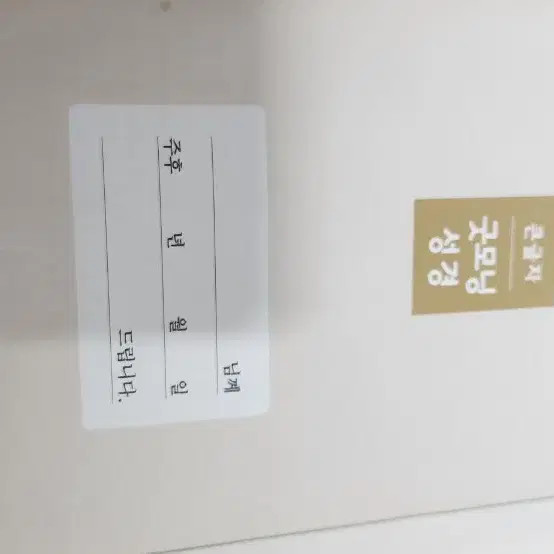 큰글자
굿모닝
성경
님께
주후 년 월 일
드립니다.